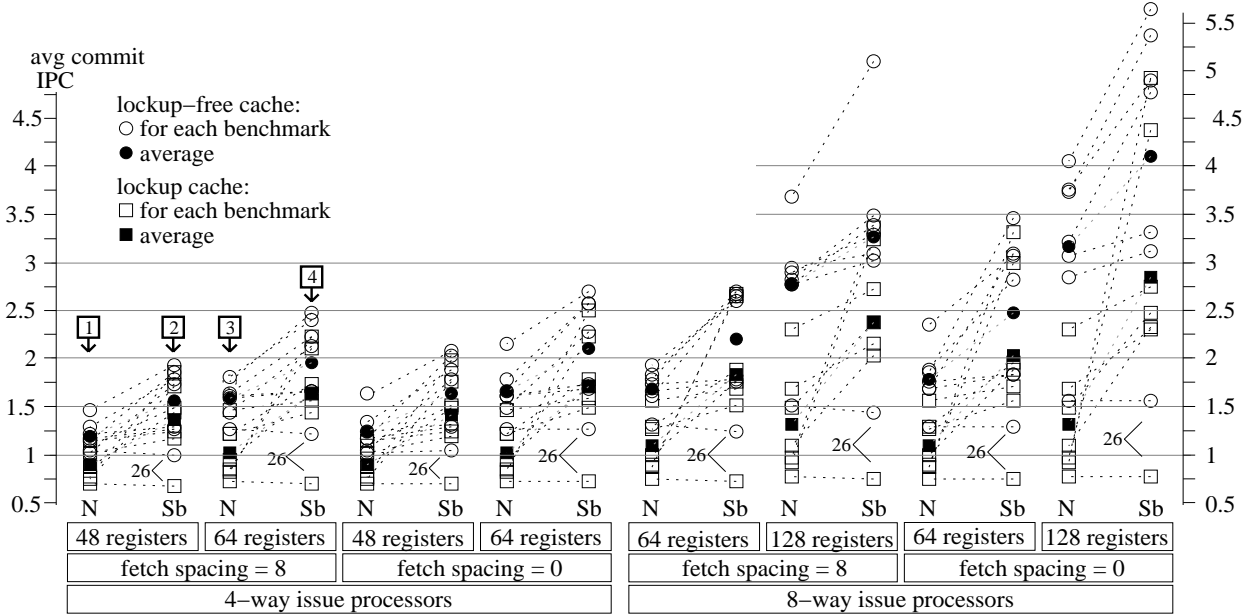 avg commit
IPC
lockup-free cache:
for each benchmark
average
lockup cache:
for each benchmark
average
4.5
4
3.5
3
2.5
2
1.5
1
0.5
5.5
5
4.5
4
3.5
3
2.5
2
1.5
1
0.5
1
2
3
4
26
26
26
26
26
26
26
26
N Sb N Sb N Sb N Sb N Sb N Sb N Sb N Sb
48 registers 64 registers 48 registers 64 registers 64 registers 128 registers 64 registers 128 registers
fetch spacing = 8 fetch spacing = 0 fetch spacing = 8 fetch spacing = 0
4-way issue processors 8-way issue processors